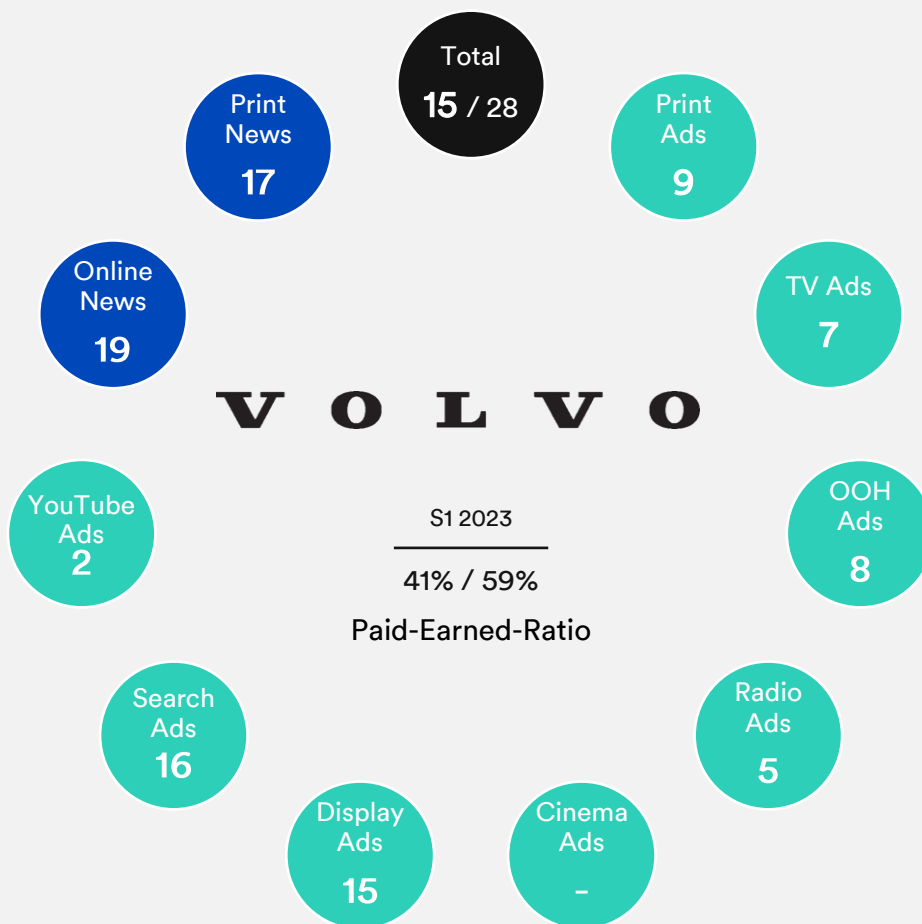 Total
15 / 28
Print
Ads
9
TV Ads
7
OOH
Ads
8
Radio
Ads
5
Cinema
Ads
-
Display
Ads
15
Search
Ads
16
YouTube
Ads
2
Online
News
19
Print
News
17
VOLVO
S1 2023
41% / 59%
Paid-Earned-Ratio